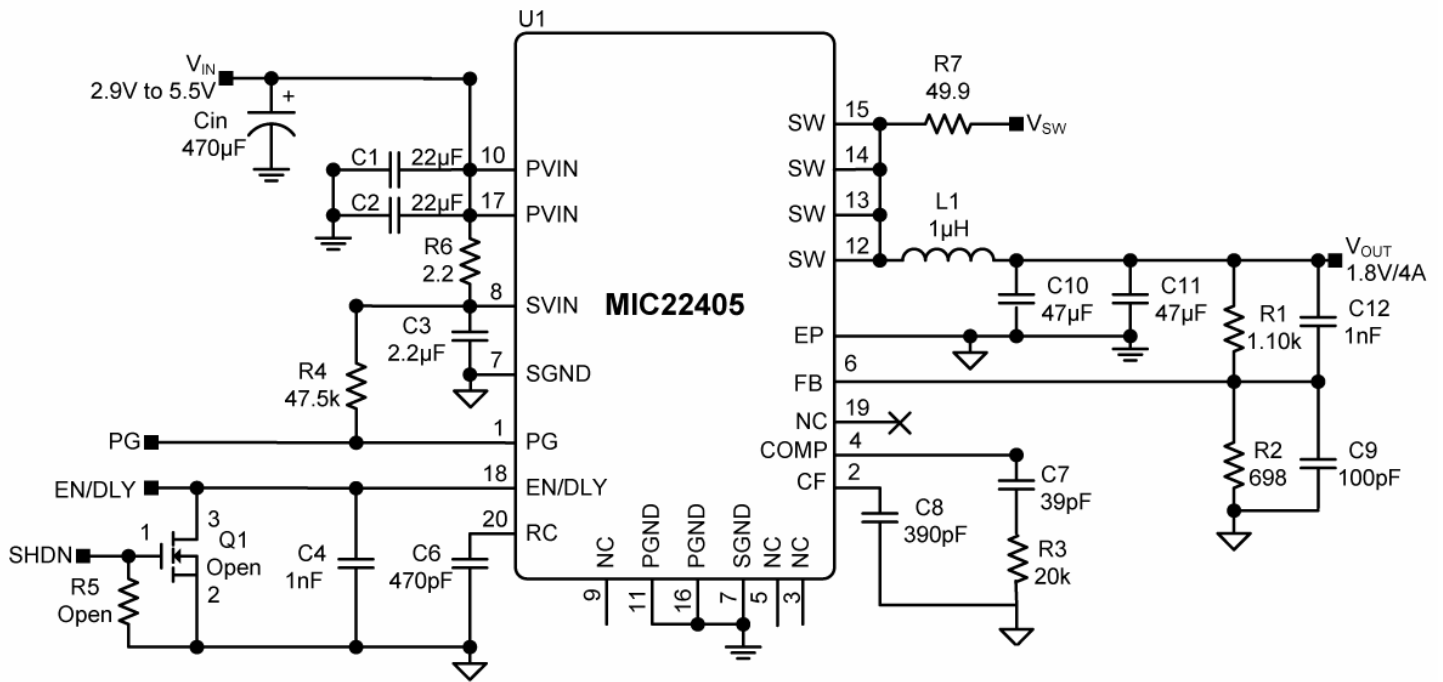 U1
V_IN
2.9V to 5.5V
+
Cin
470µF
C1 22µF
C2 22µF
10 PVIN
17 PVIN
R6
2.2
8 SVIN
C3
2.2µF
7 SGND
R4
47.5k
PG
1 PG
EN/DLY
18 EN/DLY
20 RC
SHDN
1
3
Q1
Open
2
R5
Open
C4
1nF
C6
470pF
MIC22405
SW 15
SW 14
SW 13
SW 12
R7
49.9
V_SW
L1
1µH
V_OUT
1.8V/4A
C10
47µF
C11
47µF
R1
1.10k
C12
1nF
EP
FB 6
NC 19
COMP 4
CF 2
C7
39pF
C8
390pF
R3
20k
R2
698
C9
100pF
NC PGND PGND SGND NC NC
9 11 16 7 5 3